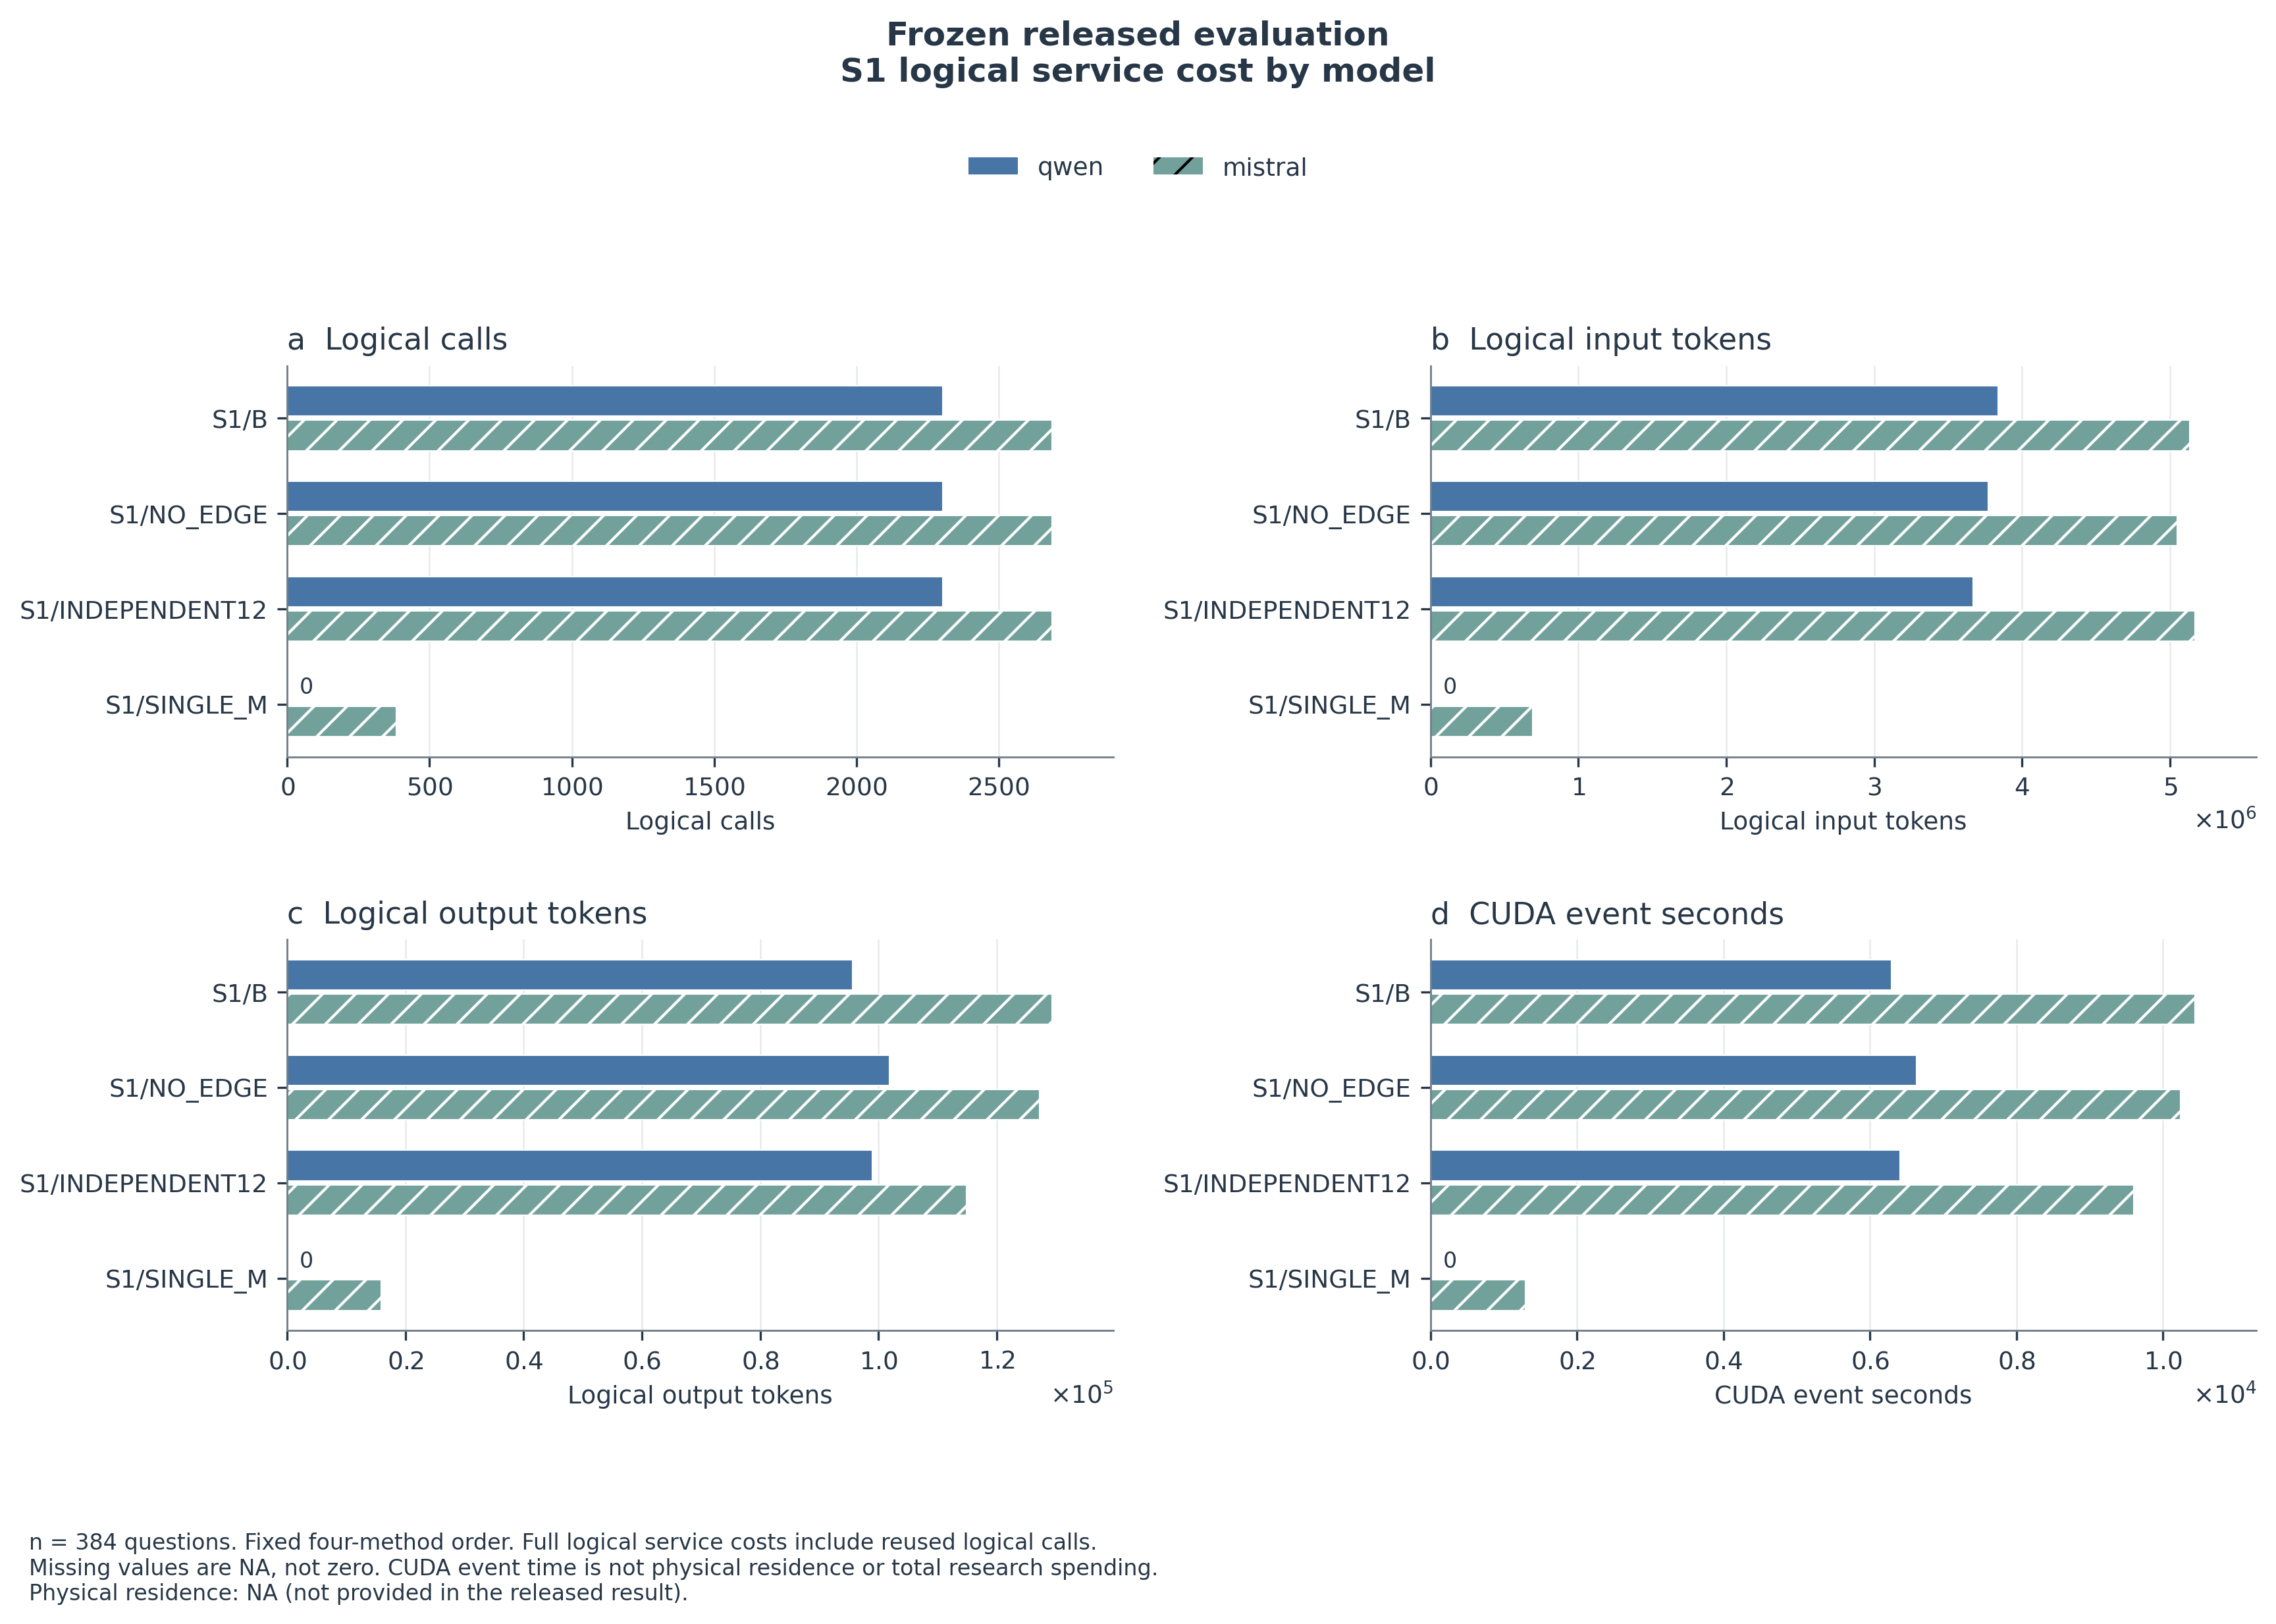 Frozen released evaluation
S1 logical service cost by model
qwen
mistral
a Logical calls
S1/B
S1/NO_EDGE
S1/INDEPENDENT12
S1/SINGLE_M
0
0 500 1000 1500 2000 2500
Logical calls
b Logical input tokens
S1/B
S1/NO_EDGE
S1/INDEPENDENT12
S1/SINGLE_M
0
0 1 2 3 4 5
Logical input tokens
×10⁶
c Logical output tokens
S1/B
S1/NO_EDGE
S1/INDEPENDENT12
S1/SINGLE_M
0
0.0 0.2 0.4 0.6 0.8 1.0 1.2
Logical output tokens
×10⁵
d CUDA event seconds
S1/B
S1/NO_EDGE
S1/INDEPENDENT12
S1/SINGLE_M
0
0.0 0.2 0.4 0.6 0.8 1.0
CUDA event seconds
×10⁴
n = 384 questions. Fixed four-method order. Full logical service costs include reused logical calls.
Missing values are NA, not zero. CUDA event time is not physical residence or total research spending.
Physical residence: NA (not provided in the released result).